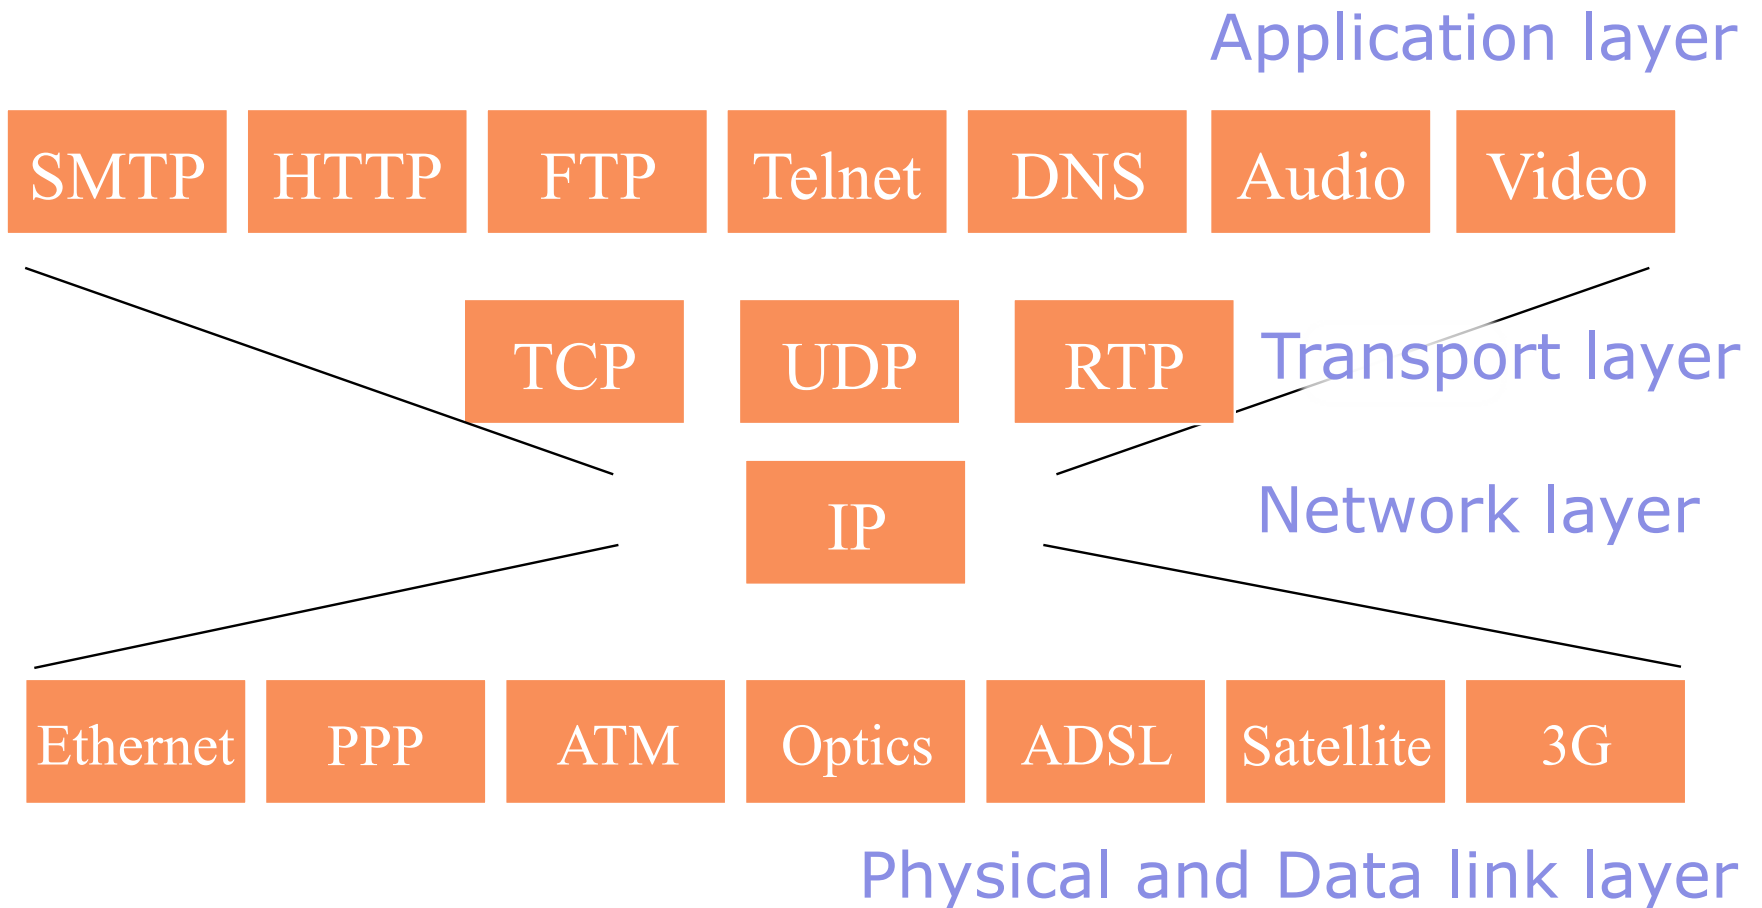 Application layer
SMTP HTTP FTP Telnet DNS Audio Video
TCP UDP RTP Transport layer
IP Network layer
Ethernet PPP ATM Optics ADSL Satellite 3G
Physical and Data link layer